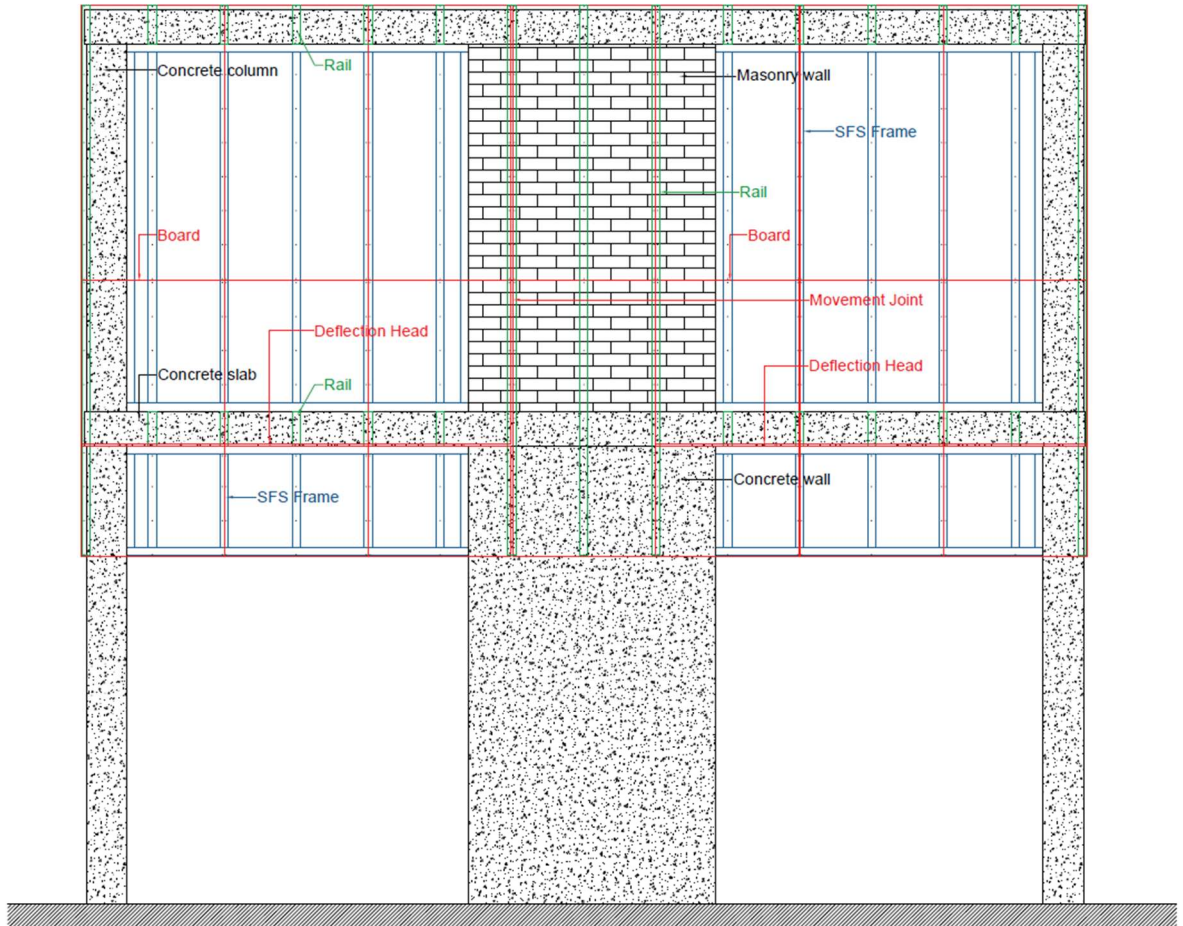 Rail
Concrete column
Masonry wall
SFS Frame
Rail
Board
Board
Movement Joint
Deflection Head
Deflection Head
Concrete slab
Rail
Concrete wall
SFS Frame